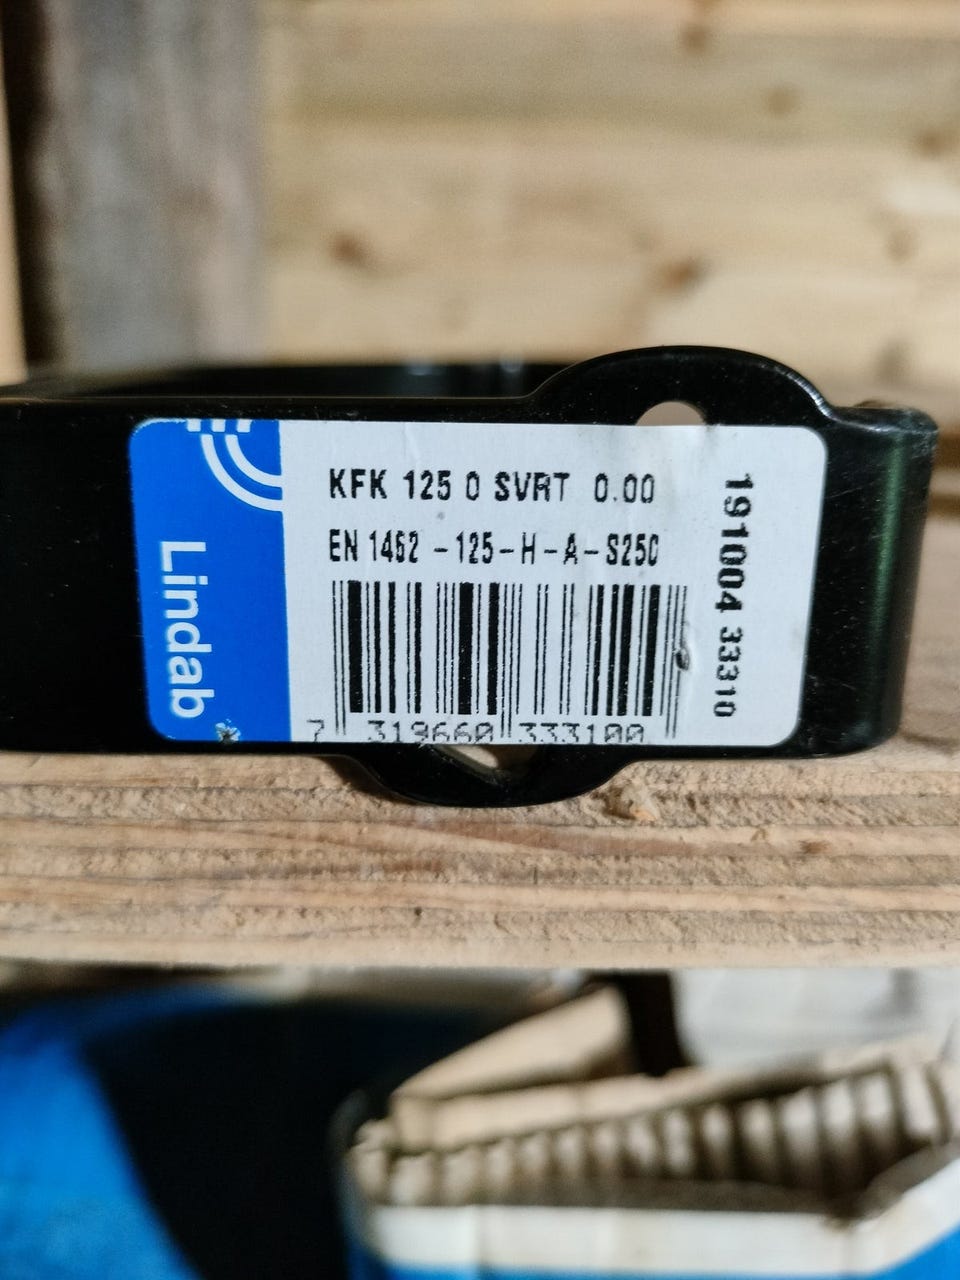 Lindab
KFK 125 0 SVRT 0.00
EN 1462 - 125 - H - A - S250
7 319660 333100
191004 33310